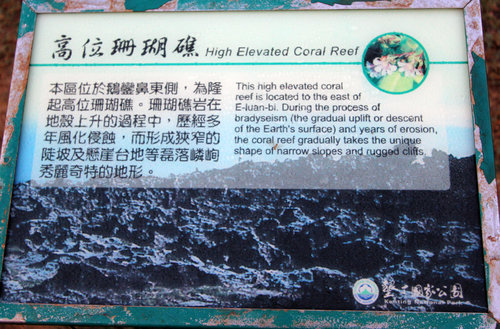 高位珊瑚礁 High Elevated Coral Reef
本區位於鵝鑾鼻東側，為隆
起高位珊瑚礁。珊瑚礁岩在
地殼上升的過程中，歷經多
年風化侵蝕，而形成狹窄的
陡坡及懸崖台地等磊落嶙峋
秀麗奇特的地形。
This high elevated coral
reef is located to the east of
E-luan-bi. During the process of
bradyseism (the gradual uplift or descent
of the Earth's surface) and years of erosion,
the coral reef gradually takes the unique
shape of narrow slopes and rugged cliffs.
墾丁國家公園
Kenting National Park